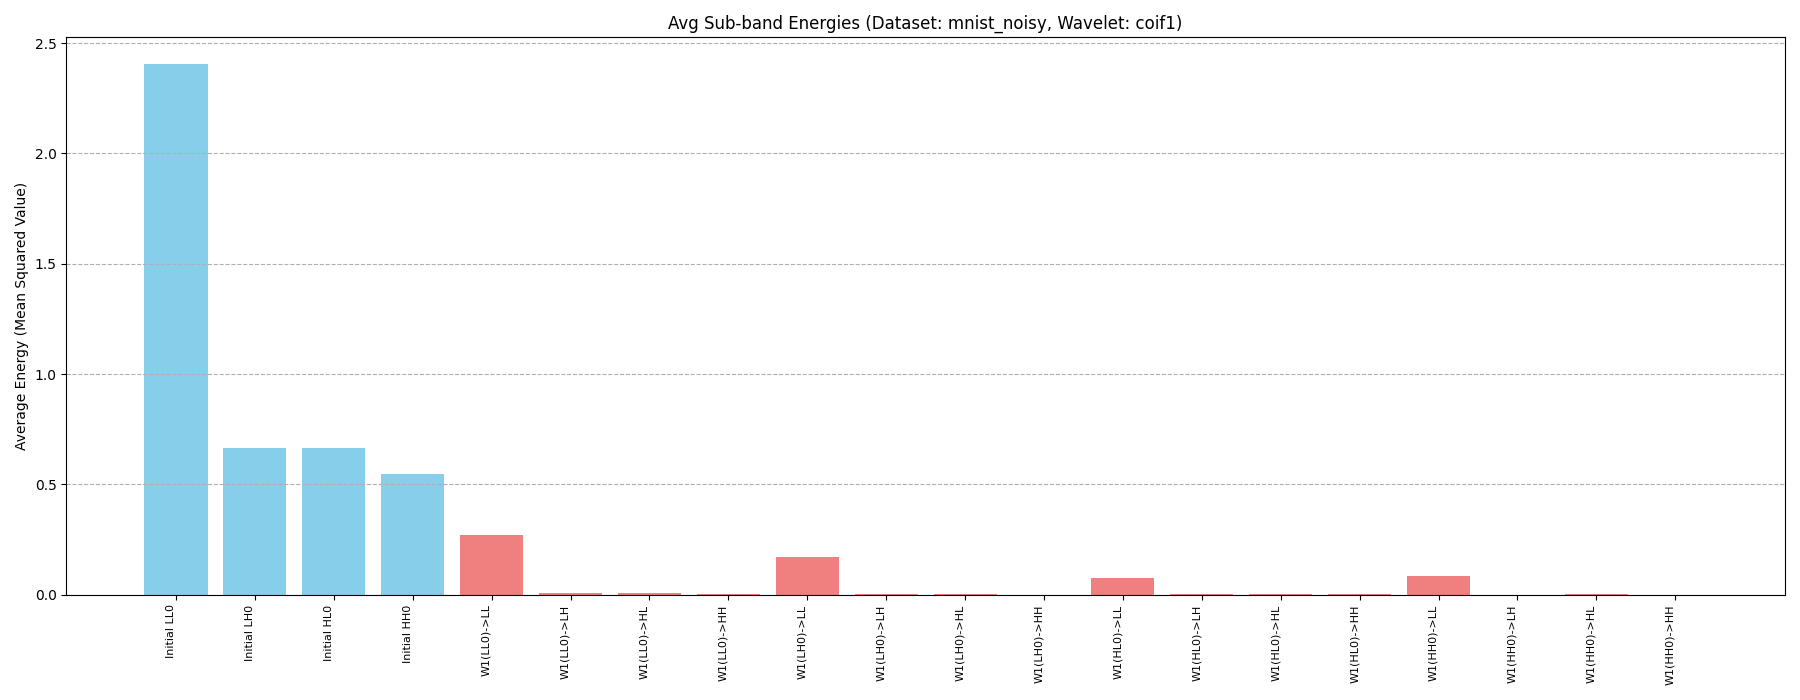 Avg Sub-band Energies (Dataset: mnist_noisy, Wavelet: coif1)
Average Energy (Mean Squared Value)
2.5
2.0
1.5
1.0
0.5
0.0
Initial LL0
Initial LH0
Initial HL0
Initial HH0
W1(LL0)->LL
W1(LL0)->LH
W1(LL0)->HL
W1(LL0)->HH
W1(LH0)->LL
W1(LH0)->LH
W1(LH0)->HL
W1(LH0)->HH
W1(HL0)->LL
W1(HL0)->LH
W1(HL0)->HL
W1(HL0)->HH
W1(HH0)->LL
W1(HH0)->LH
W1(HH0)->HL
W1(HH0)->HH